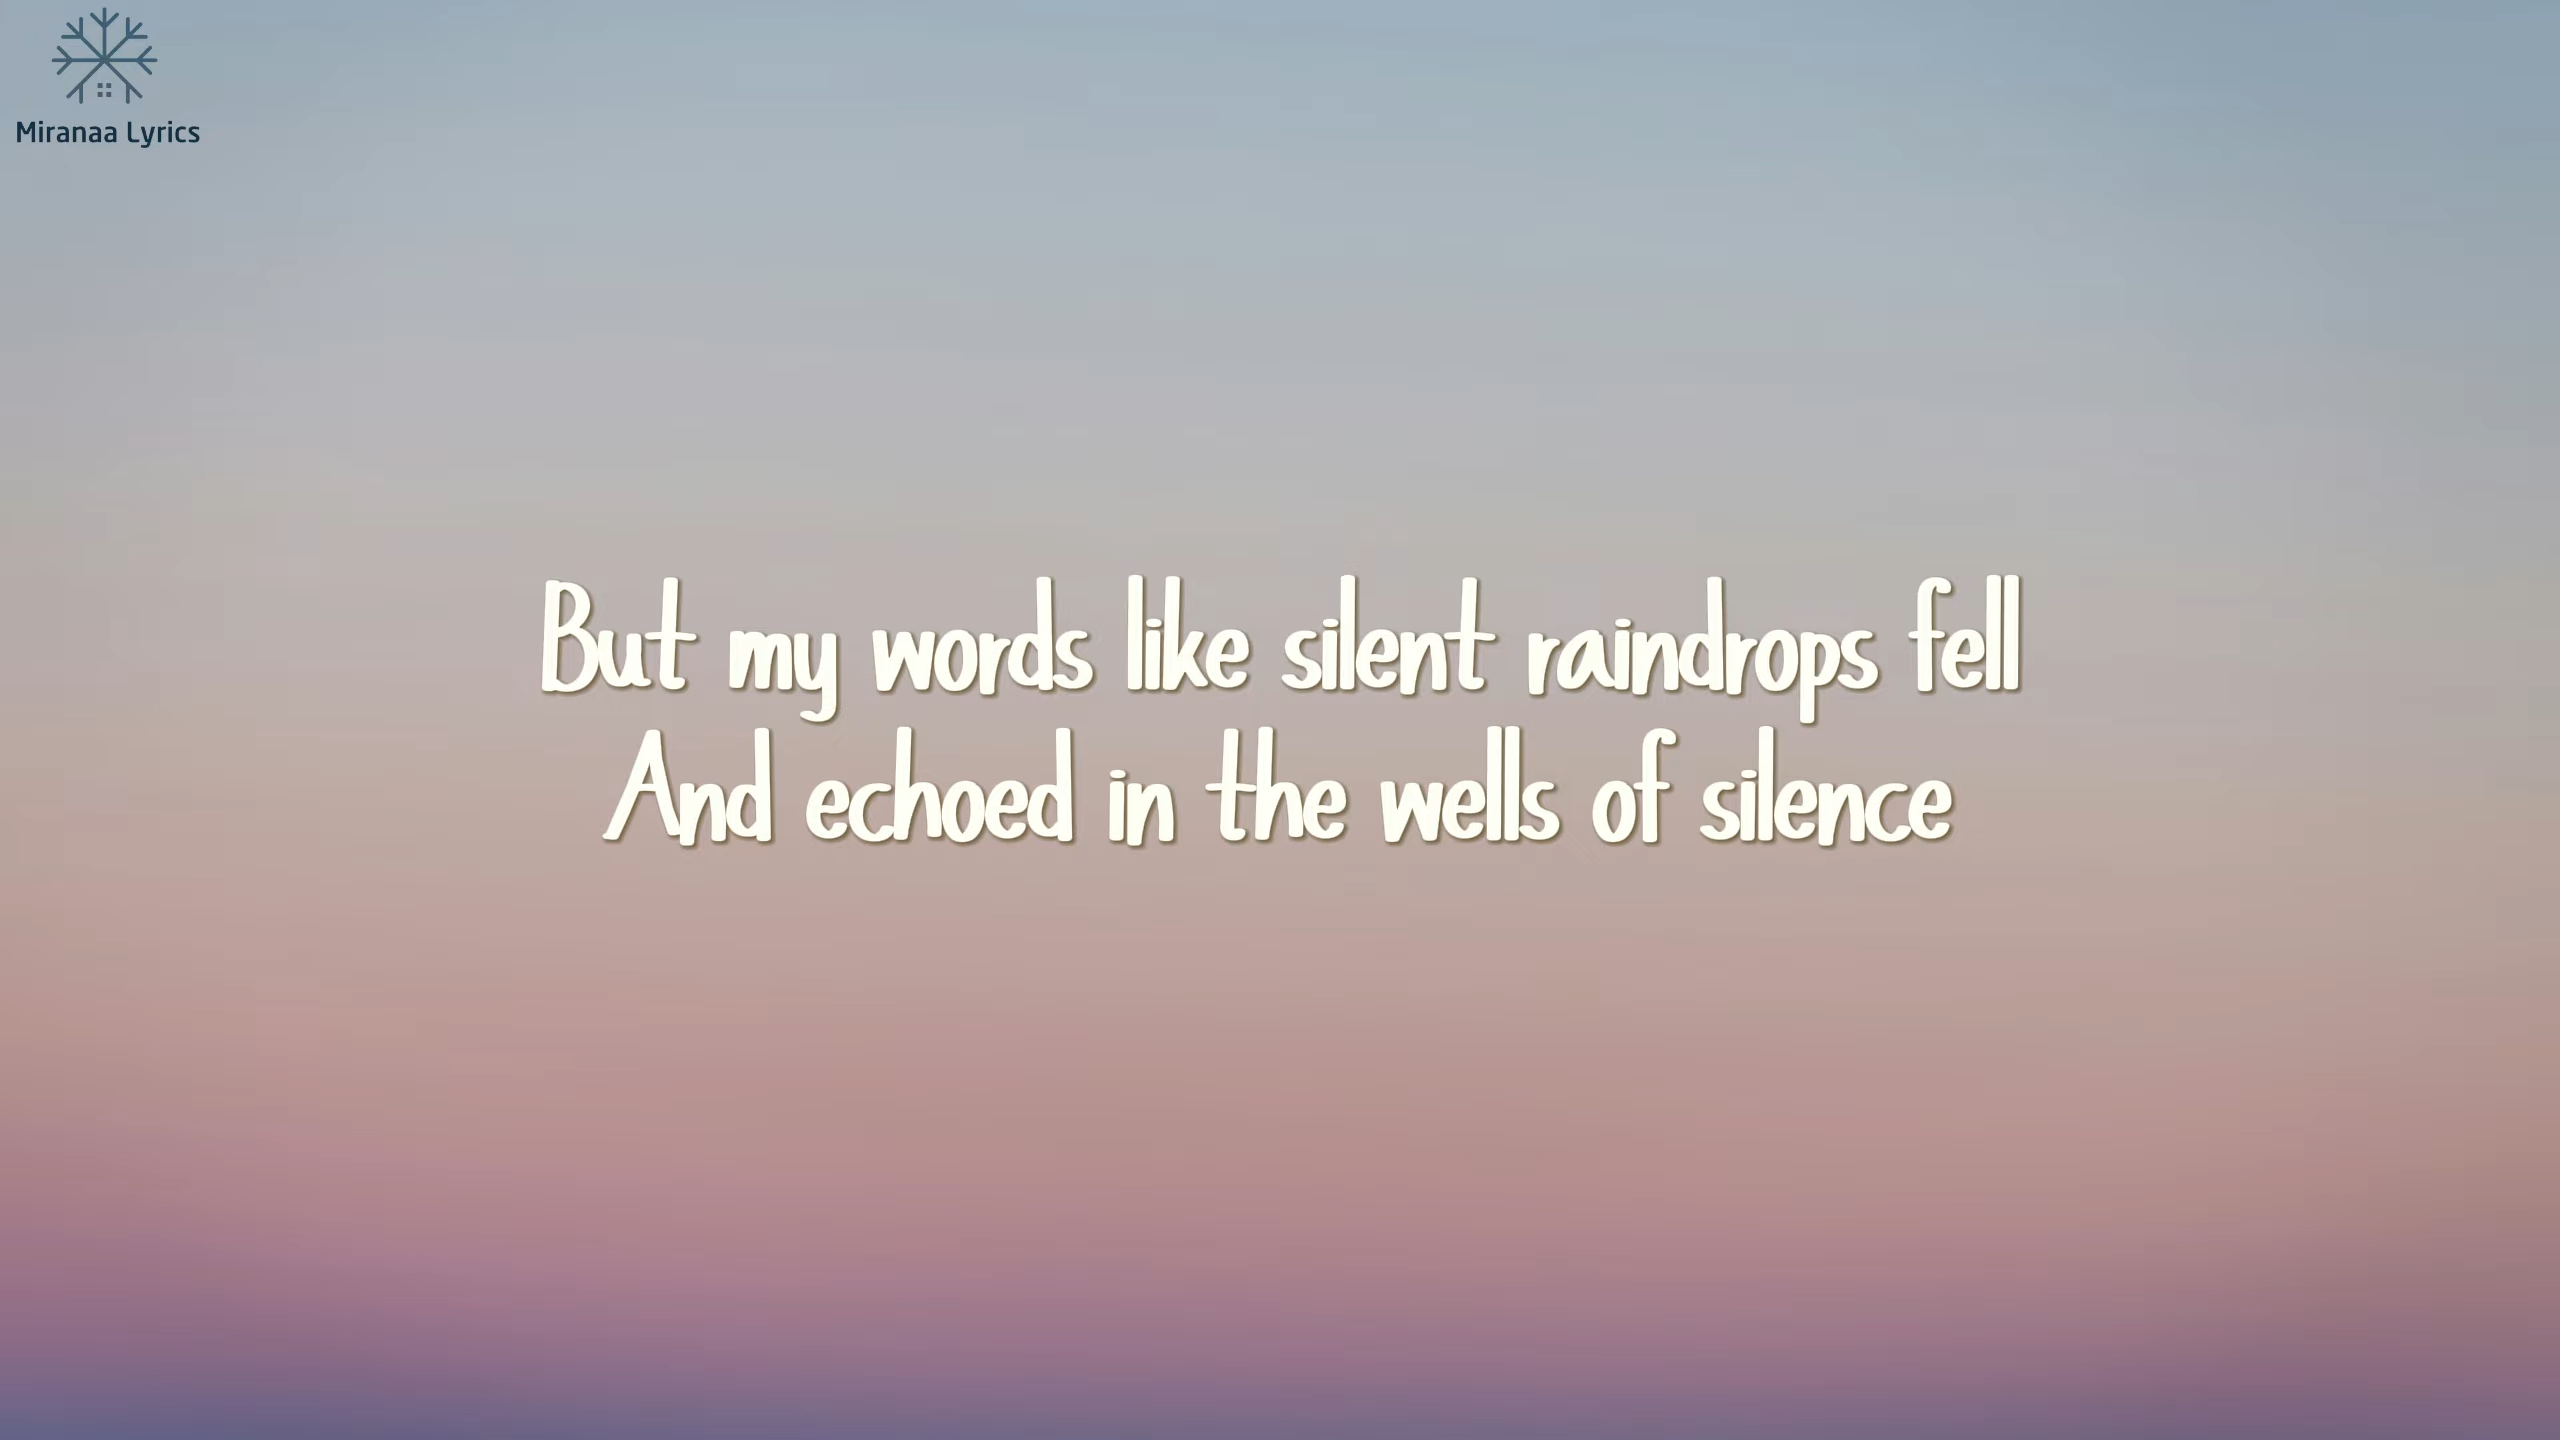 Miranaa Lyrics
But my words like silent raindrops fell
And echoed in the wells of silence